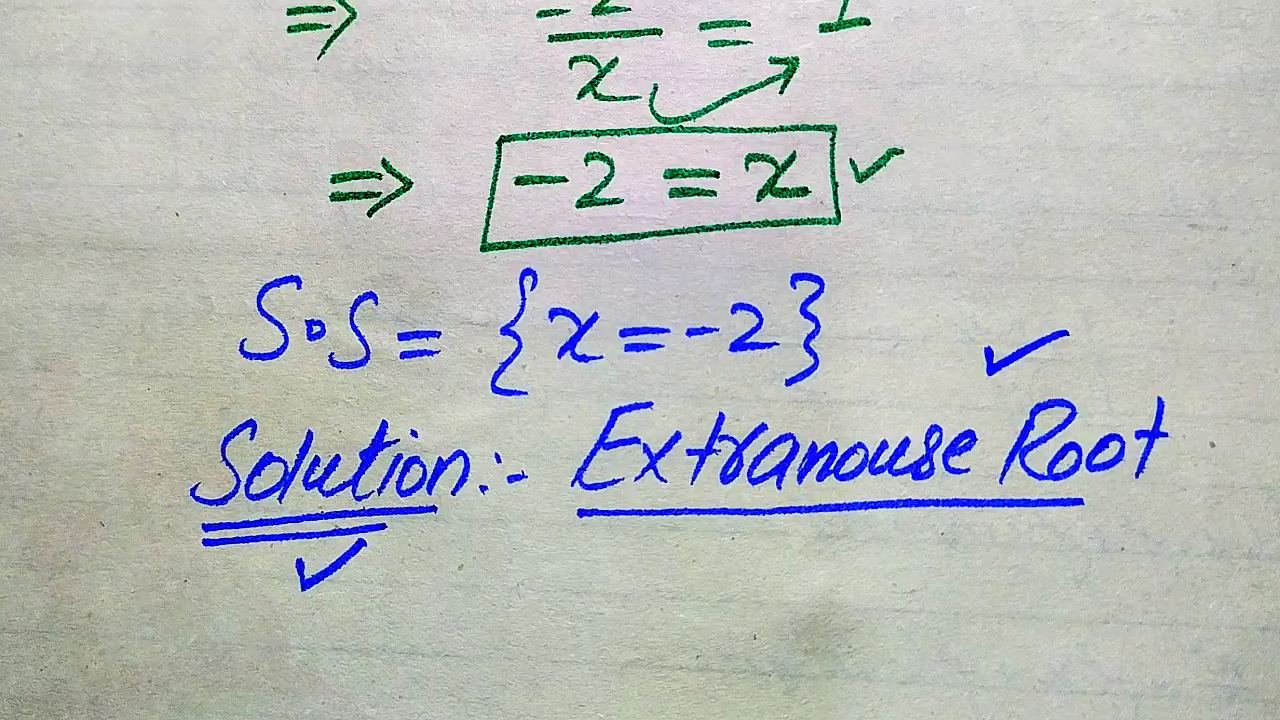 ⇒ -2/x = 1
⇒ -2 = x ✓
S.S = {x = -2} ✓
Solution:- Extranouse Root
✓